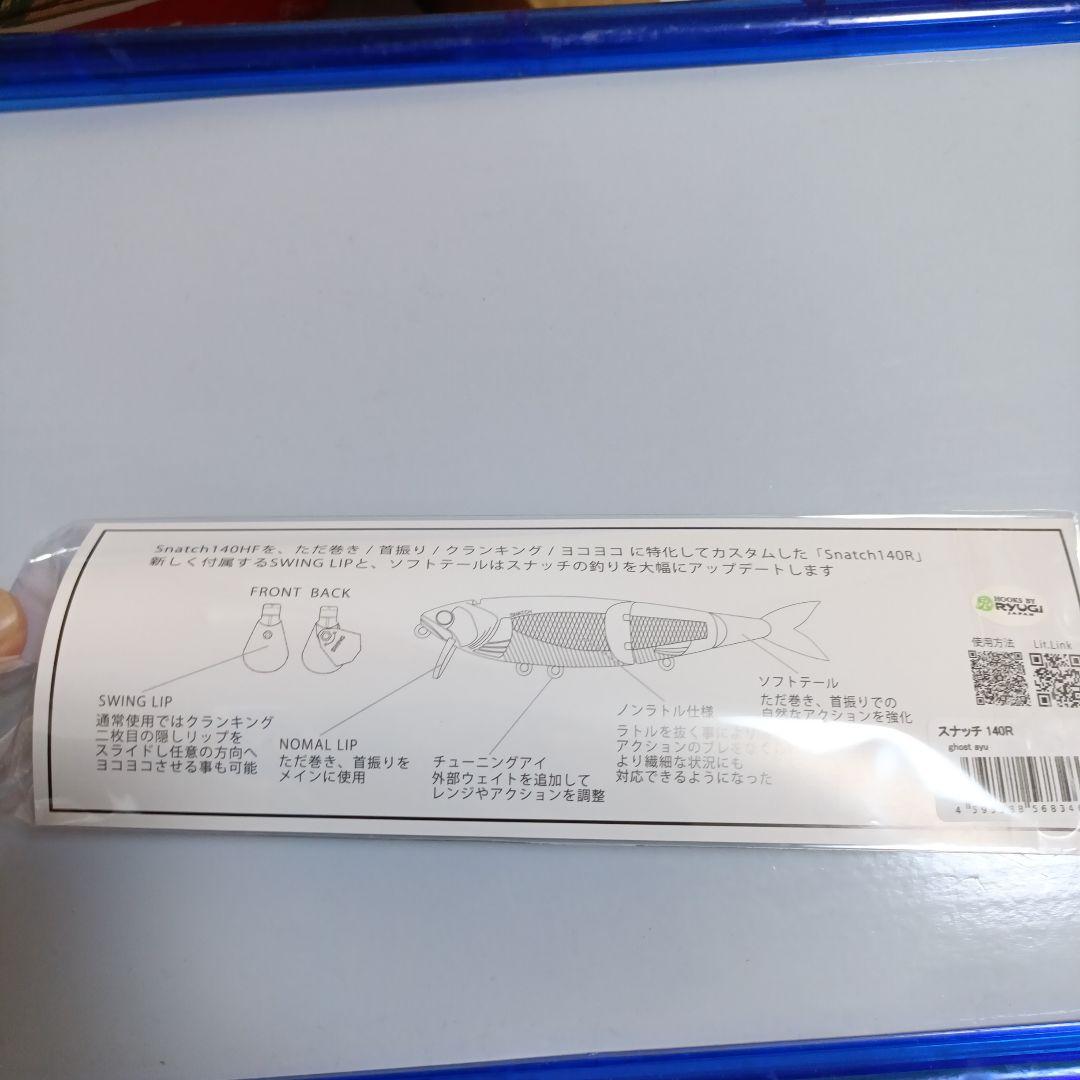 Snatch140HFを、ただ巻き / 首振り / クランキング / ヨコヨコ に特化してカスタムした「Snatch140R」
新しく付属するSWING LIPと、ソフトテールはスナッチの釣りを大幅にアップデートします
FRONT BACK
SWING LIP
通常使用ではクランキング
二枚目の隠しリップを
スライドし任意の方向へ
ヨコヨコさせる事も可能
NOMAL LIP
ただ巻き、首振りを
メインに使用
チューニングアイ
外部ウェイトを追加して
レンジやアクションを調整
SNATCH
ノンラトル仕様
ラトルを抜く事により
アクションのブレをなくし
より繊細な状況にも
対応できるようになった
ソフトテール
ただ巻き、首振りでの
自然なアクションを強化
HOOKS BY
RYUGI
JAPAN
使用方法 Lit.Link
スナッチ 140R
ghost ayu